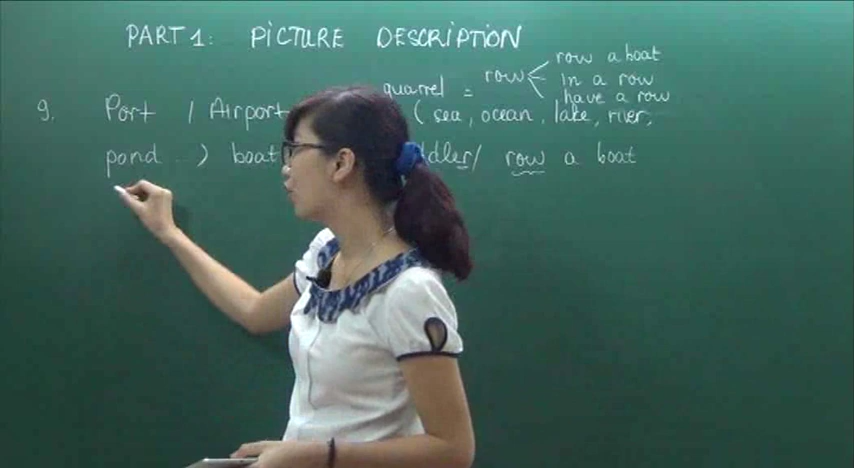 PART 1: PICTURE DESCRIPTION
row a boat
quarrel = row in a row
have a row
9. Port / Airport ( sea, ocean, lake, river,
pond ..) boat / row a boat